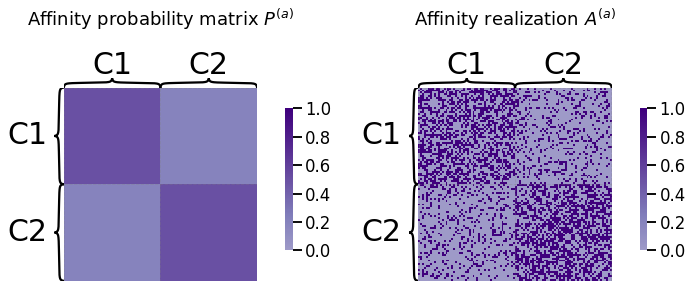 Affinity probability matrix P^(a)
C1 C2
C1
C2
1.0
0.8
0.6
0.4
0.2
0.0
Affinity realization A^(a)
C1 C2
C1
C2
1.0
0.8
0.6
0.4
0.2
0.0